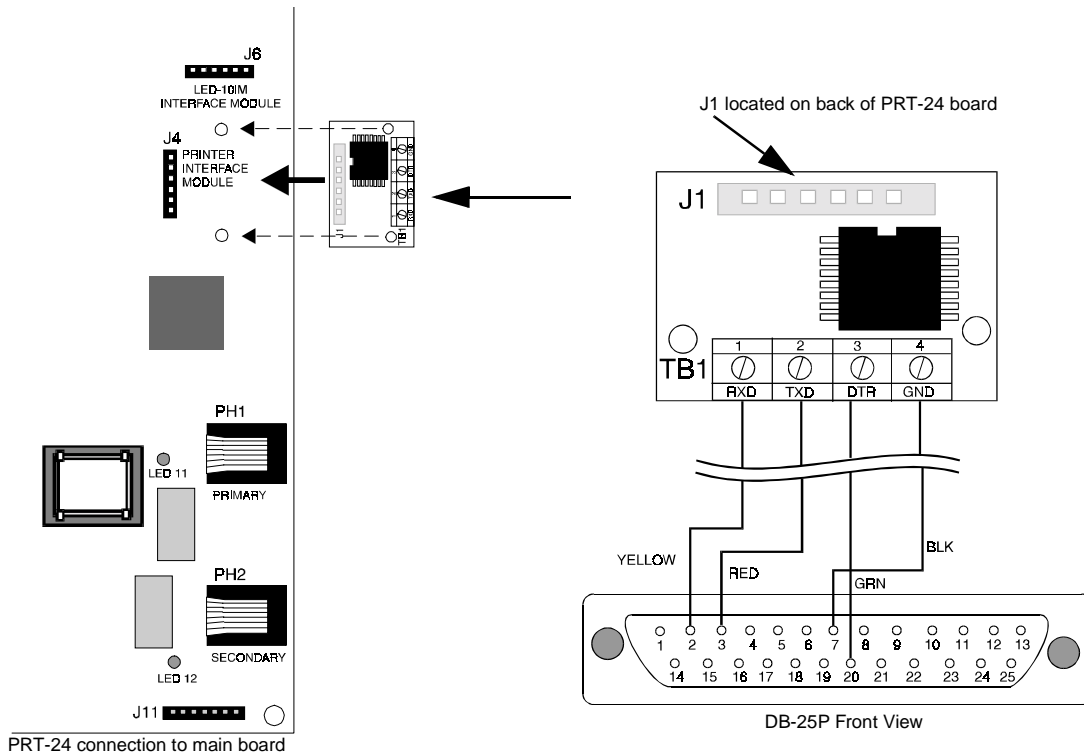 J6
LED-10IM
INTERFACE MODULE
J4
PRINTER
INTERFACE
MODULE
J1
TB1
PH1
LED 11
PRIMARY
PH2
SECONDARY
LED 12
J11
PRT-24 connection to main board
J1 located on back of PRT-24 board
J1
1 2 3 4
TB1
RXD TXD DTR GND
YELLOW
RED
GRN
BLK
1 2 3 4 5 6 7 8 9 10 11 12 13
14 15 16 17 18 19 20 21 22 23 24 25
DB-25P Front View